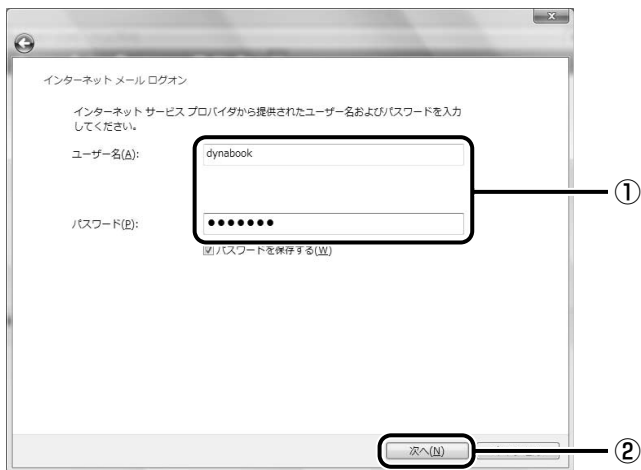 x
インターネット メール ログオン
インターネット サービス プロバイダから提供されたユーザー名およびパスワードを入力
してください。
ユーザー名(A):
dynabook
①
パスワード(P):
●●●●●●●
パスワードを保存する(W)
次へ(N)
②